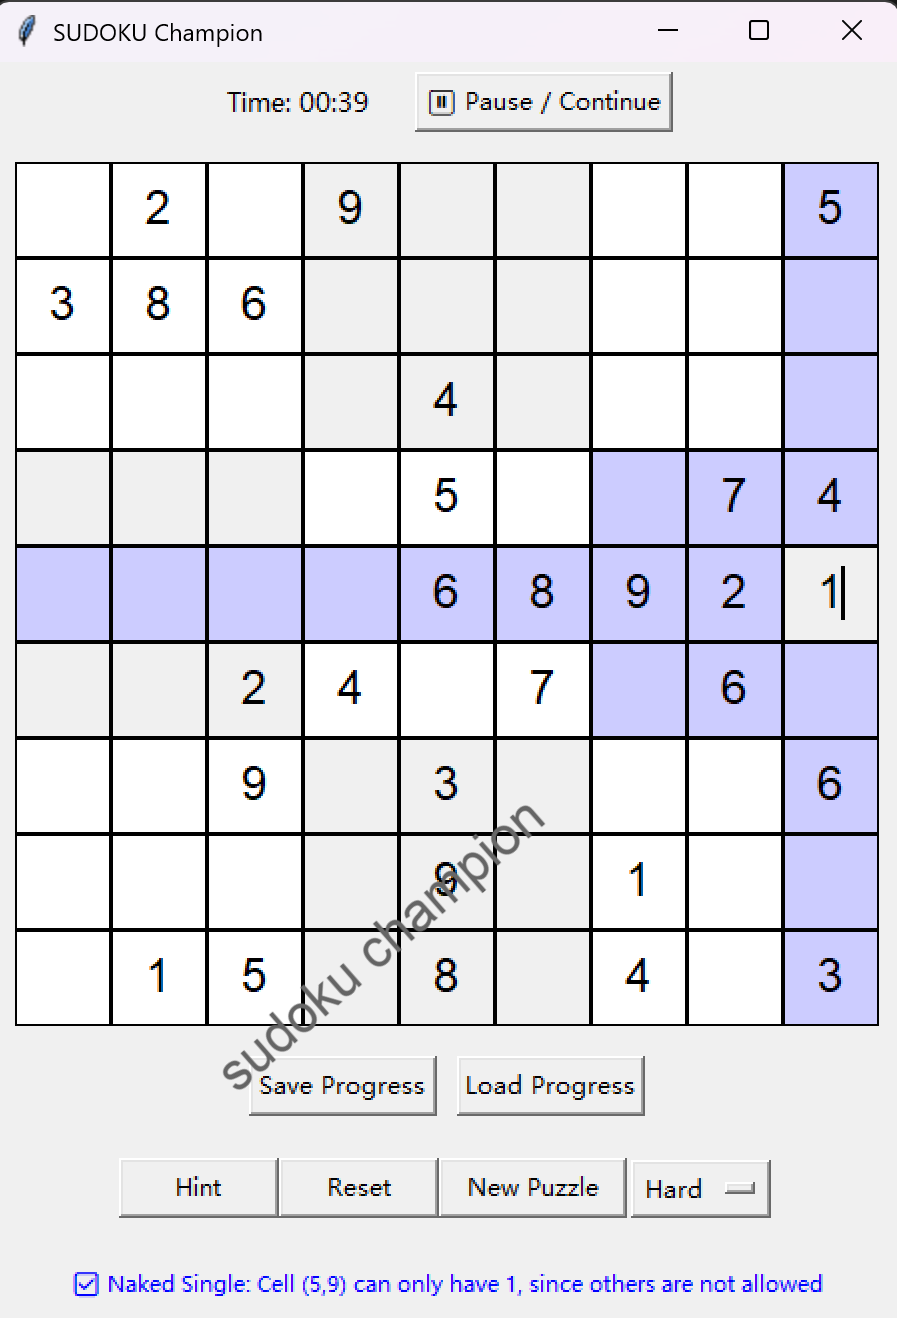 SUDOKU Champion
Time: 00:39 Pause / Continue
2 9 5
3 8 6
4
5 7 4
6 8 9 2 1
2 4 7 6
9 3 6
9 1
1 5 8 4 3
sudoku champion
Save Progress Load Progress
Hint Reset New Puzzle Hard
Naked Single: Cell (5,9) can only have 1, since others are not allowed